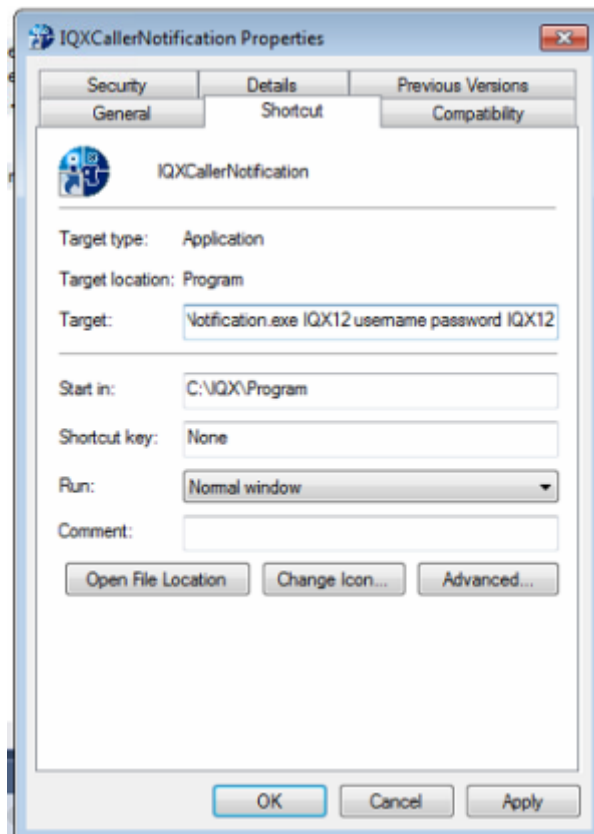 IQXCallerNotification Properties
Security Details Previous Versions
General Shortcut Compatibility
IQXCallerNotification
Target type: Application
Target location: Program
Target: Notification.exe IQX12 username password IQX12
Start in: C:\IQX\Program
Shortcut key: None
Run: Normal window
Comment:
Open File Location Change Icon... Advanced...
OK Cancel Apply